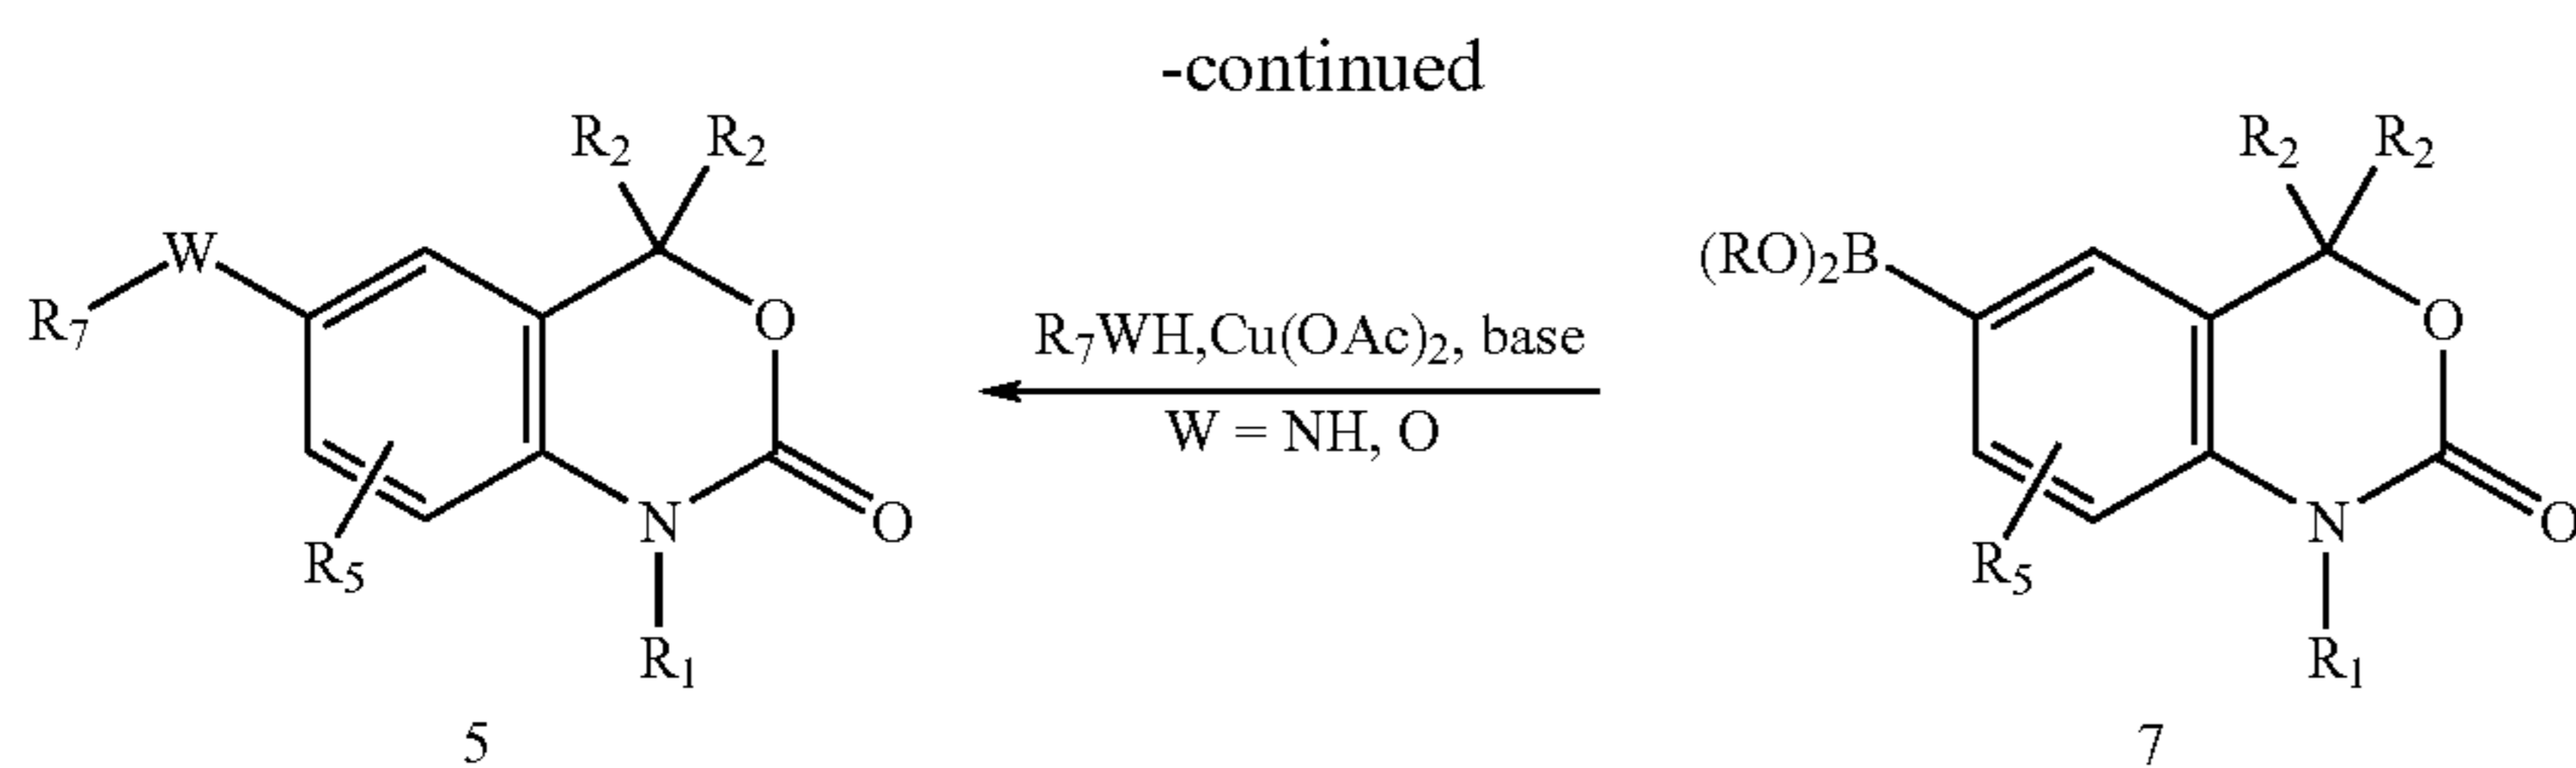 -continued
R2 R2 R2 R2
W (RO)2B
R7 O R7WH,Cu(OAc)2, base O
W = NH, O
N O N O
R5 R5
R1 R1
5 7